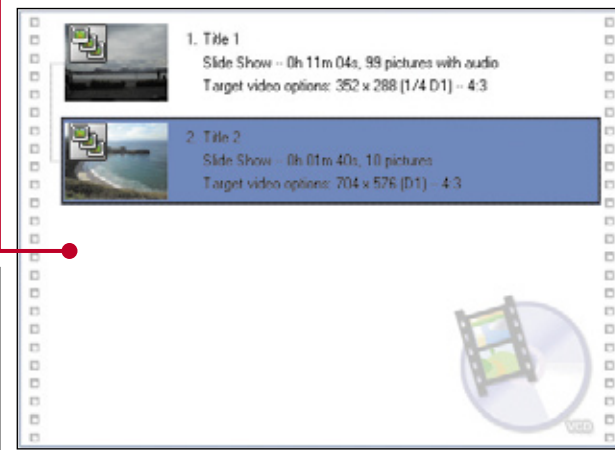 1. Title 1
Slide Show -- 0h 11m 04s, 99 pictures with audio
Target video options: 352 x 288 (1/4 D1) -- 4:3
2. Title 2
Slide Show -- 0h 01m 40s, 10 pictures
Target video options: 704 x 576 (D1) -- 4:3
VCD